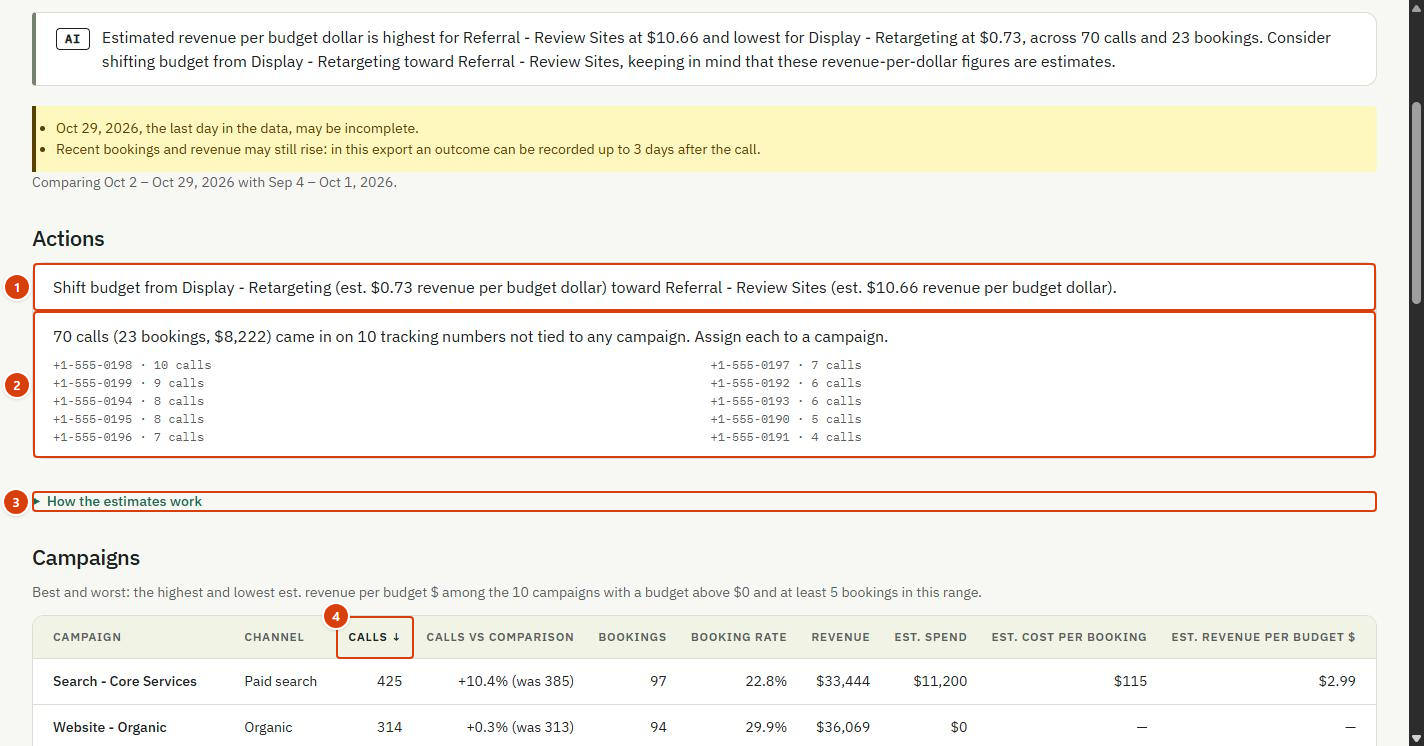 AI Estimated revenue per budget dollar is highest for Referral - Review Sites at $10.66 and lowest for Display - Retargeting at $0.73, across 70 calls and 23 bookings. Consider
shifting budget from Display - Retargeting toward Referral - Review Sites, keeping in mind that these revenue-per-dollar figures are estimates.
• Oct 29, 2026, the last day in the data, may be incomplete.
• Recent bookings and revenue may still rise: in this export an outcome can be recorded up to 3 days after the call.
Comparing Oct 2 – Oct 29, 2026 with Sep 4 – Oct 1, 2026.
Actions
1 Shift budget from Display - Retargeting (est. $0.73 revenue per budget dollar) toward Referral - Review Sites (est. $10.66 revenue per budget dollar).
70 calls (23 bookings, $8,222) came in on 10 tracking numbers not tied to any campaign. Assign each to a campaign.
2
+1-555-0198 · 10 calls
+1-555-0199 · 9 calls
+1-555-0194 · 8 calls
+1-555-0195 · 8 calls
+1-555-0196 · 7 calls
+1-555-0197 · 7 calls
+1-555-0192 · 6 calls
+1-555-0193 · 6 calls
+1-555-0190 · 5 calls
+1-555-0191 · 4 calls
3 ▸ How the estimates work
Campaigns
Best and worst: the highest and lowest est. revenue per budget $ among the 10 campaigns with a budget above $0 and at least 5 bookings in this range.
4
CAMPAIGN CHANNEL CALLS ↓ CALLS VS COMPARISON BOOKINGS BOOKING RATE REVENUE EST. SPEND EST. COST PER BOOKING EST. REVENUE PER BUDGET $
Search - Core Services Paid search 425 +10.4% (was 385) 97 22.8% $33,444 $11,200 $115 $2.99
Website - Organic Organic 314 +0.3% (was 313) 94 29.9% $36,069 $0 — —